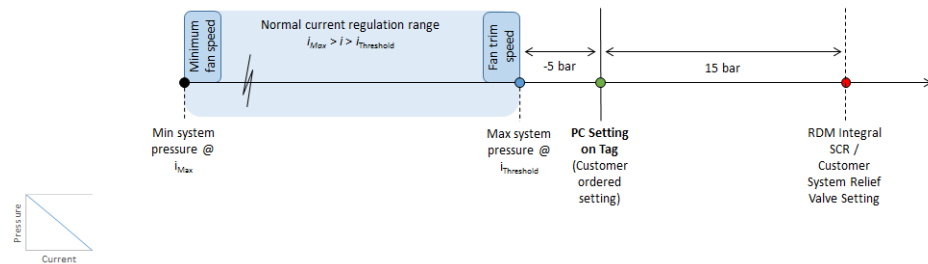 Normal current regulation range
iMax > i > iThreshold
Minimum
fan speed
Fan trim
speed
-5 bar
15 bar
Min system
pressure @
iMax
Max system
pressure @
iThreshold
PC Setting
on Tag
(Customer
ordered
setting)
RDM Integral
SCR /
Customer
System Relief
Valve Setting
Pressure
Current